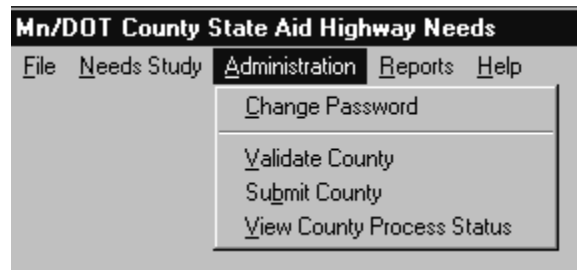 Mn/DOT County State Aid Highway Needs
File Needs Study Administration Reports Help
Change Password
Validate County
Submit County
View County Process Status